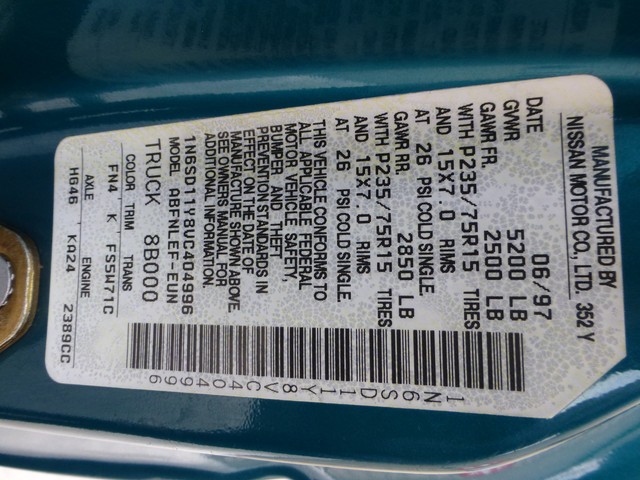 MANUFACTURED BY
NISSAN MOTOR CO., LTD. 352 Y
DATE 06/97
GVWR 5200 LB
GAWR FR. 2500 LB
WITH P235/75R15 TIRES
AND 15X7.0 RIMS
AT 26 PSI COLD SINGLE.
GAWR RR. 2850 LB
WITH P235/75R15 TIRES
AND 15X7.0 RIMS
AT 26 PSI COLD SINGLE.
THIS VEHICLE CONFORMS TO
ALL APPLICABLE FEDERAL
MOTOR VEHICLE SAFETY,
BUMPER AND THEFT
PREVENTION STANDARDS IN
EFFECT ON THE DATE OF
MANUFACTURE SHOWN ABOVE
SEE OWNERS MANUAL FOR
ADDITIONAL INFORMATION.
1N6SD11Y8VC404996
MODEL ABFNLEF-EUN
TRUCK 8B000
COLOR TRIM TRANS
FN4 K FS5W71C
AXLE ENGINE
HG46 KA24 2389CC
1N6SD11Y8VC404996